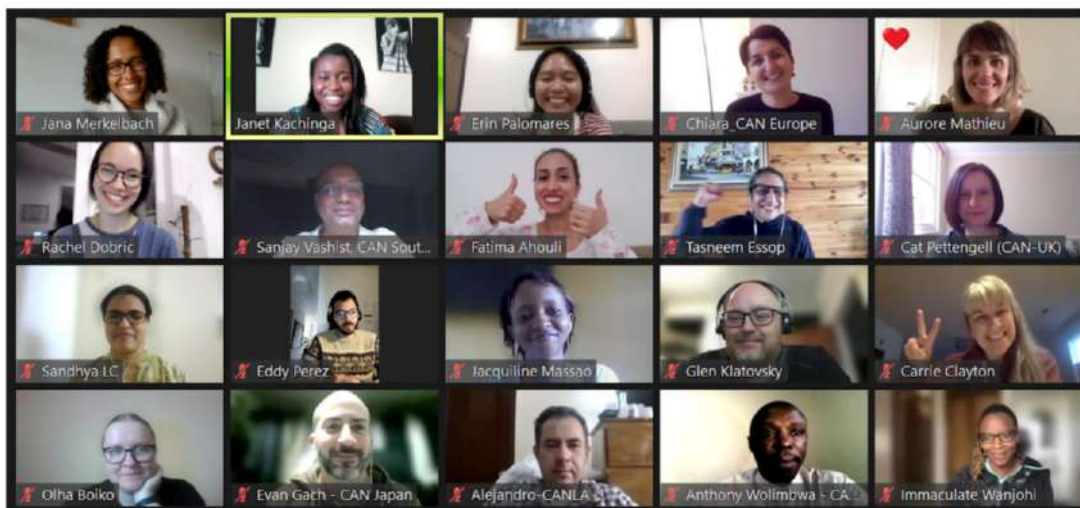 Jana Merkelbach
Janet Kachinga
Erin Palomares
Chiara_CAN Europe
Aurore Mathieu
Rachel Dobric
Sanjay Vashist, CAN Sout...
Fatima Ahouli
Tasneem Essop
Cat Pettengell (CAN-UK)
Sandhya LC
Eddy Perez
Jacquiline Massao
Glen Klatovsky
Carrie Clayton
Olha Boiko
Evan Gach - CAN Japan
Alejandro-CANLA
Anthony Wolimbwa - CA...
Immaculate Wanjohi